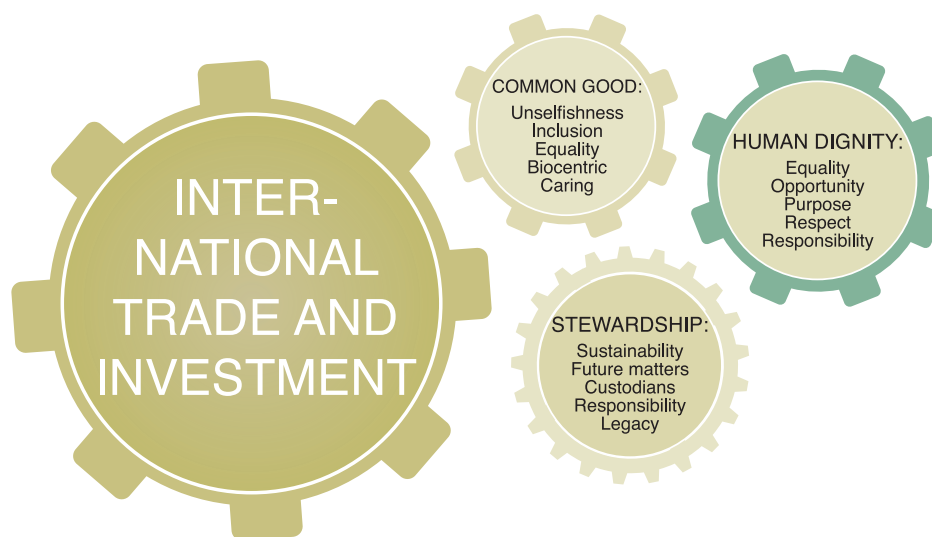 INTER-
NATIONAL
TRADE AND
INVESTMENT
COMMON GOOD:
Unselfishness
Inclusion
Equality
Biocentric
Caring
HUMAN DIGNITY:
Equality
Opportunity
Purpose
Respect
Responsibility
STEWARDSHIP:
Sustainability
Future matters
Custodians
Responsibility
Legacy